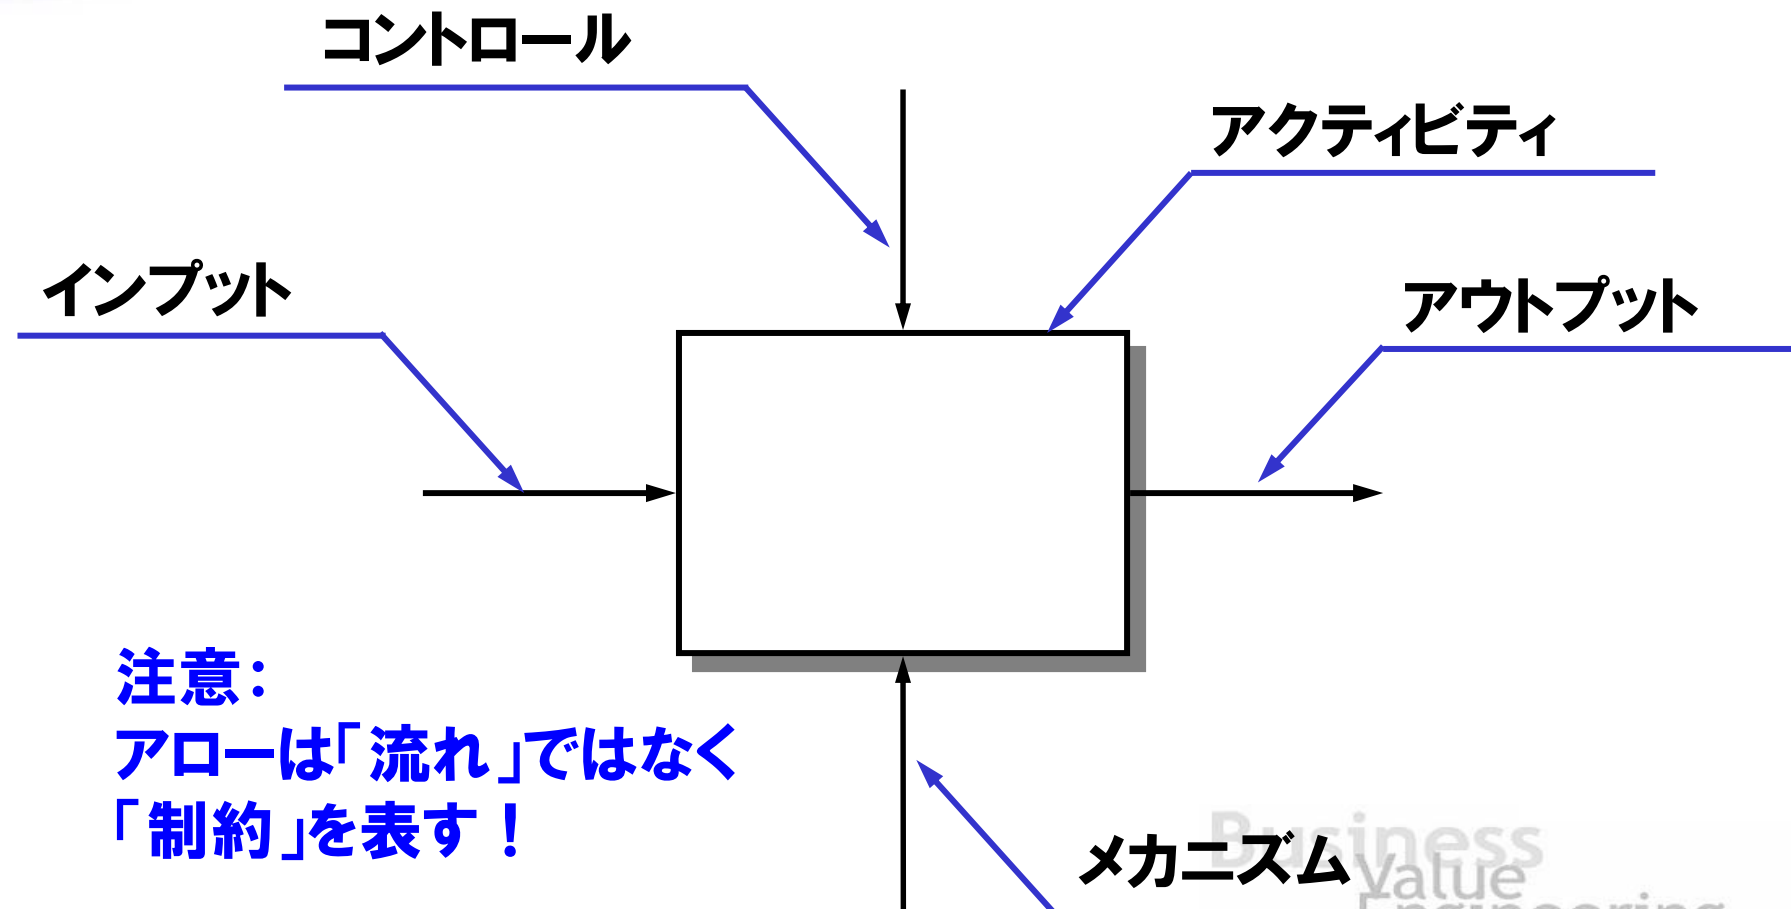 コントロール
アクティビティ
インプット
アウトプット
注意：
アローは「流れ」ではなく
「制約」を表す！
メカニズム
Business
Value
Engineering